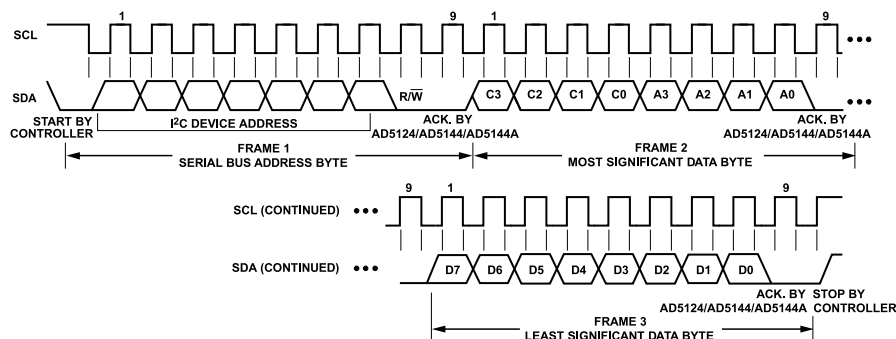 1 9 1 9
SCL
SDA R/W C3 C2 C1 C0 A3 A2 A1 A0
START BY CONTROLLER
I²C DEVICE ADDRESS
ACK. BY AD5124/AD5144/AD5144A
ACK. BY AD5124/AD5144/AD5144A
FRAME 1
SERIAL BUS ADDRESS BYTE
FRAME 2
MOST SIGNIFICANT DATA BYTE
9 1 9
SCL (CONTINUED)
SDA (CONTINUED) D7 D6 D5 D4 D3 D2 D1 D0
ACK. BY AD5124/AD5144/AD5144A
STOP BY CONTROLLER
FRAME 3
LEAST SIGNIFICANT DATA BYTE